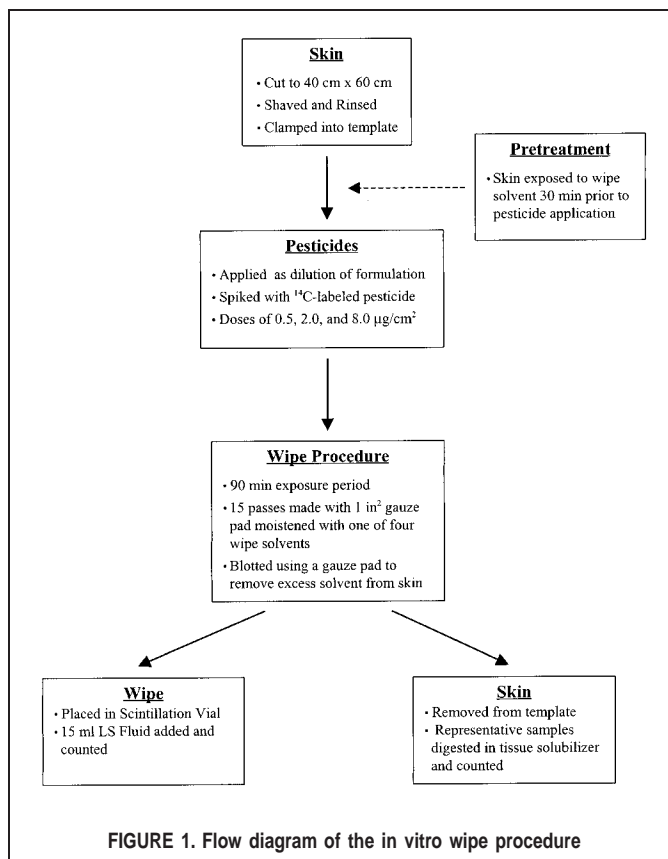 Skin
• Cut to 40 cm x 60 cm
• Shaved and Rinsed
• Clamped into template
Pretreatment
• Skin exposed to wipe
solvent 30 min prior to
pesticide application
Pesticides
• Applied as dilution of formulation
• Spiked with ¹⁴C-labeled pesticide
• Doses of 0.5, 2.0, and 8.0 µg/cm²
Wipe Procedure
• 90 min exposure period
• 15 passes made with 1 in² gauze
pad moistened with one of four
wipe solvents
• Blotted using a gauze pad to
remove excess solvent from skin
Wipe
• Placed in Scintillation Vial
• 15 ml LS Fluid added and
counted
Skin
• Removed from template
• Representative samples
digested in tissue solubilizer
and counted
FIGURE 1. Flow diagram of the in vitro wipe procedure